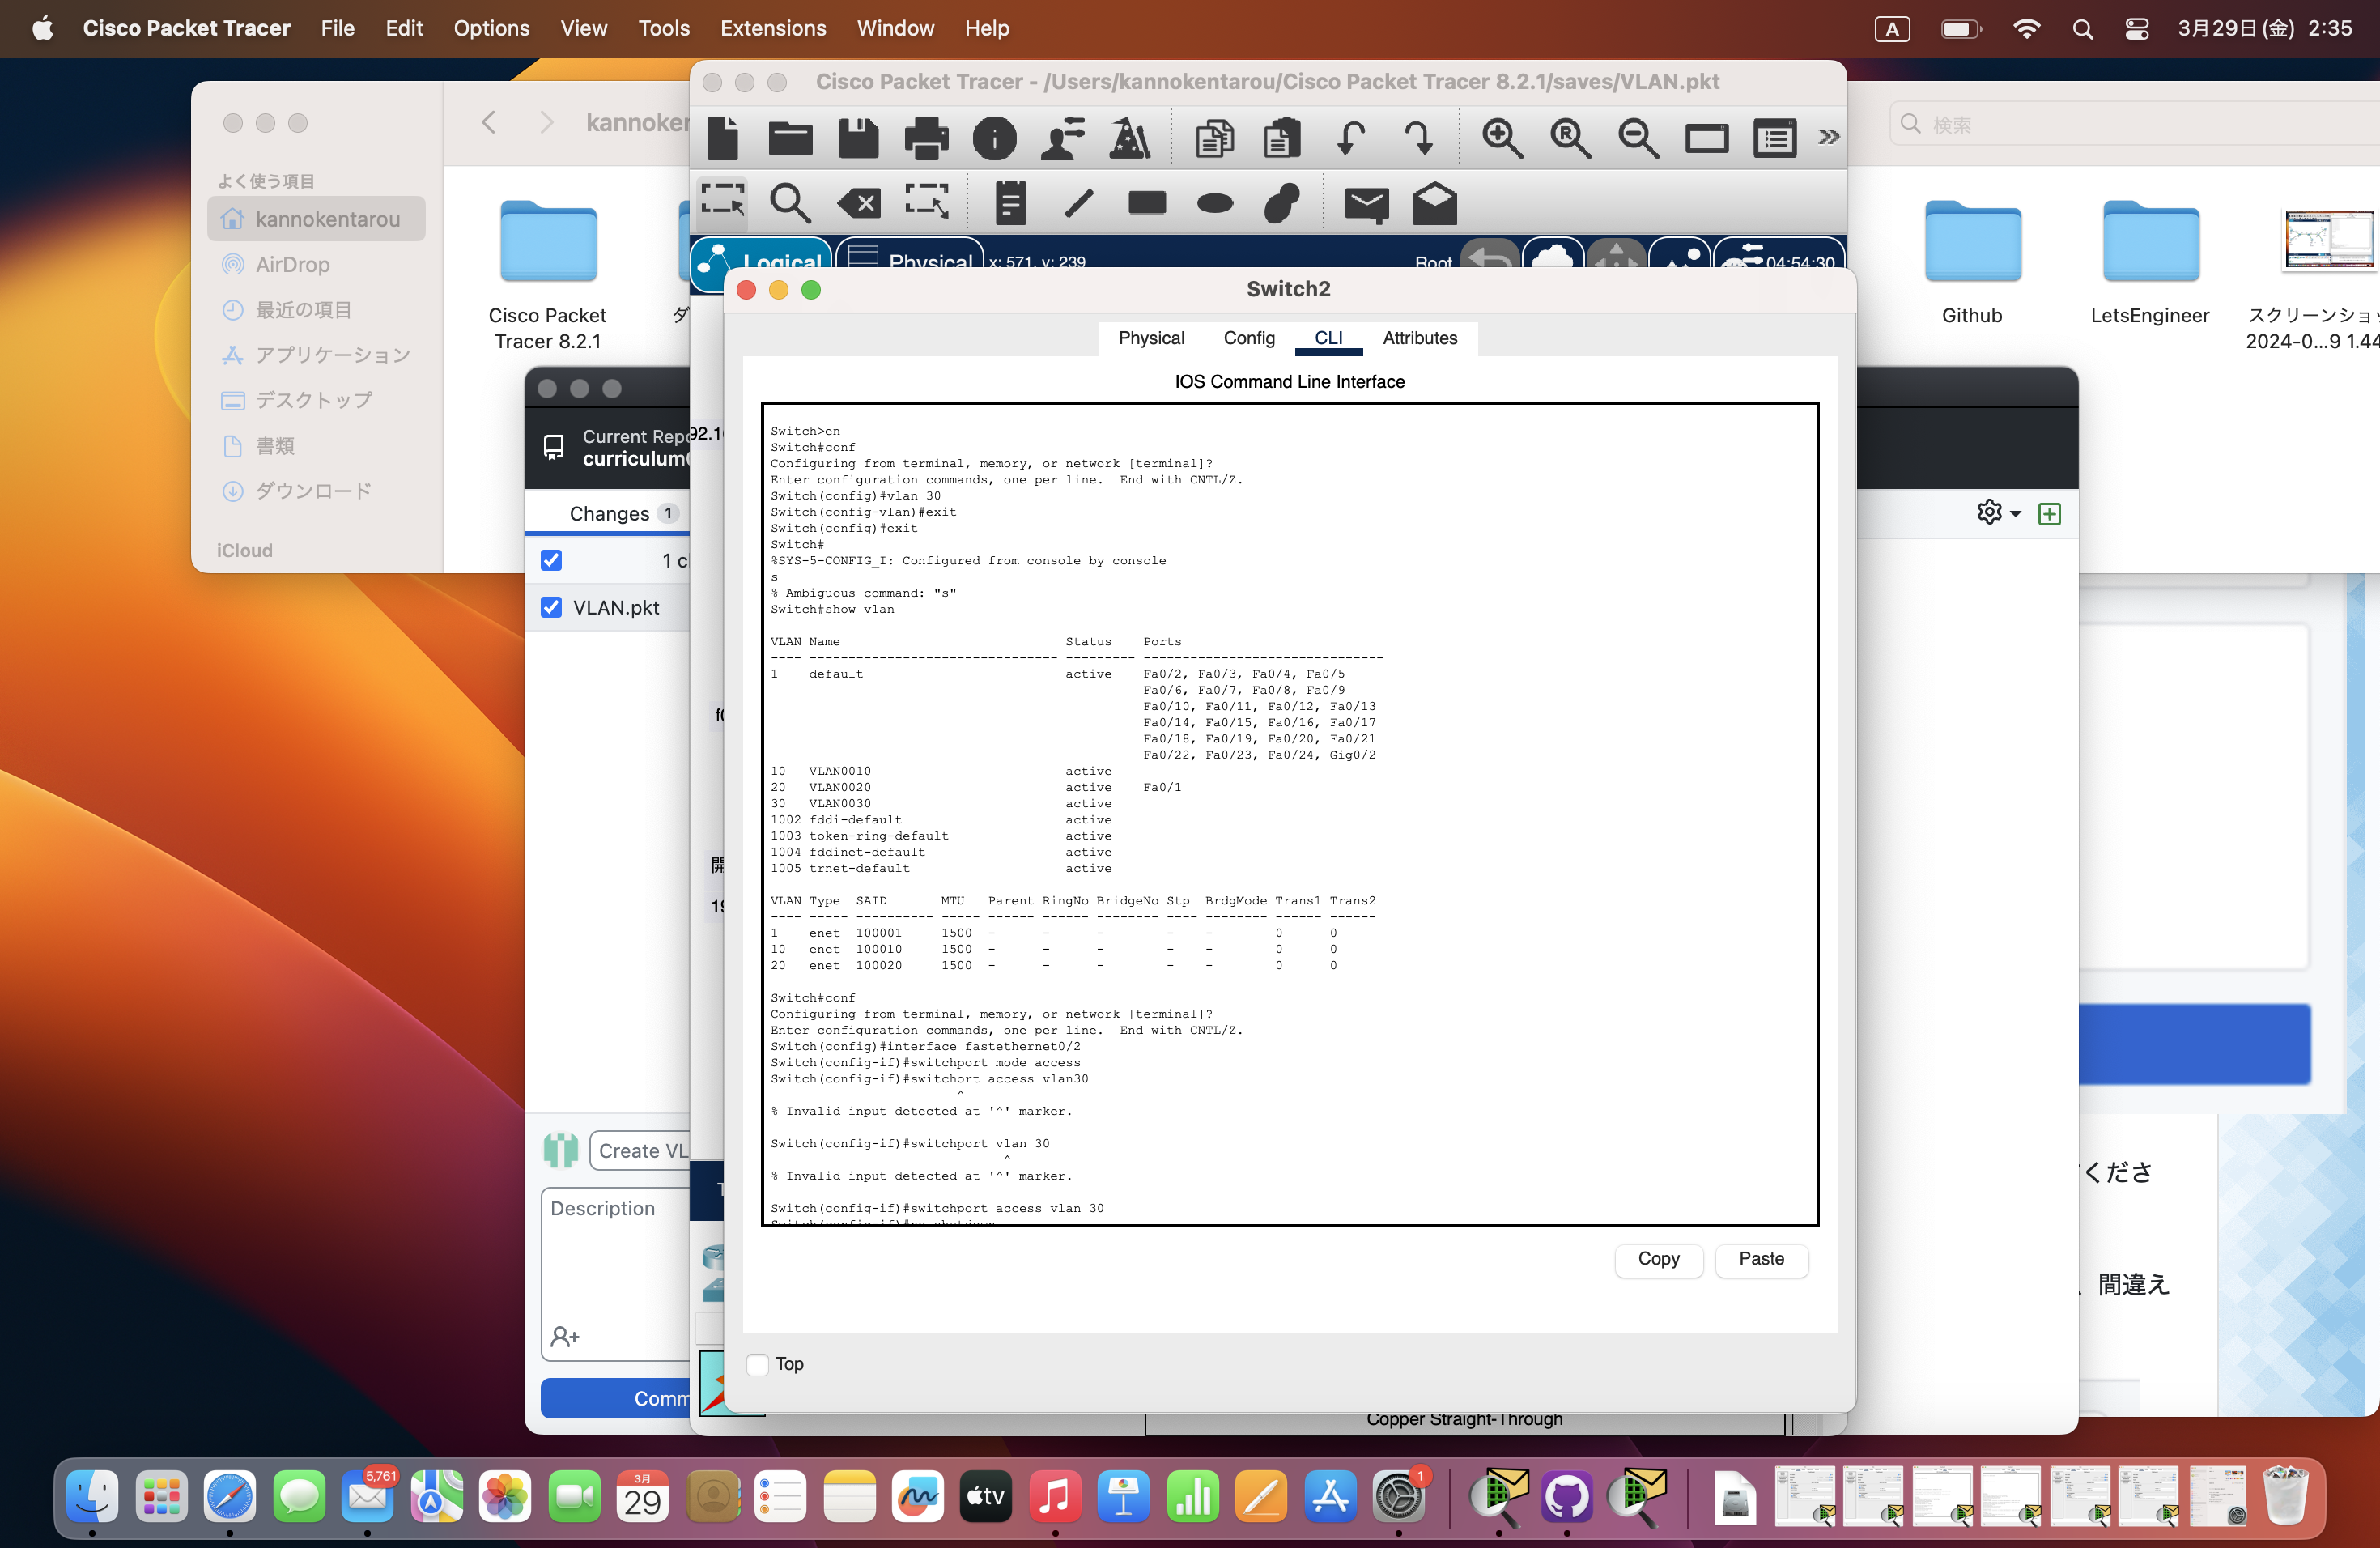 Cisco Packet Tracer File Edit Options View Tools Extensions Window Help
A 3月29日(金) 2:35
よく使う項目
kannokentarou
AirDrop
最近の項目
アプリケーション
デスクトップ
書類
ダウンロード
iCloud
Cisco Packet
Tracer 8.2.1
検索
Github
LetsEngineer
2024-0...9 1.44
Current Repo
Changes 1
VLAN.pkt
Create VL
Description
Comm
Cisco Packet Tracer - /Users/kannokentarou/Cisco Packet Tracer 8.2.1/saves/VLAN.pkt
Logical Physical x: 571, y: 239 Root 04:54:30
Switch2
Physical Config CLI Attributes
IOS Command Line Interface
Switch>en
Switch#conf
Configuring from terminal, memory, or network [terminal]?
Enter configuration commands, one per line.  End with CNTL/Z.
Switch(config)#vlan 30
Switch(config-vlan)#exit
Switch(config)#exit
Switch#
%SYS-5-CONFIG_I: Configured from console by console
s
% Ambiguous command: "s"
Switch#show vlan
VLAN Name                             Status    Ports
---- -------------------------------- --------- -------------------------------
1    default                          active    Fa0/2, Fa0/3, Fa0/4, Fa0/5
Fa0/6, Fa0/7, Fa0/8, Fa0/9
Fa0/10, Fa0/11, Fa0/12, Fa0/13
Fa0/14, Fa0/15, Fa0/16, Fa0/17
Fa0/18, Fa0/19, Fa0/20, Fa0/21
Fa0/22, Fa0/23, Fa0/24, Gig0/2
10   VLAN0010                         active
20   VLAN0020                         active    Fa0/1
30   VLAN0030                         active
1002 fddi-default                     active
1003 token-ring-default               active
1004 fddinet-default                  active
1005 trnet-default                    active
VLAN Type  SAID       MTU   Parent RingNo BridgeNo Stp  BrdgMode Trans1 Trans2
---- ----- ---------- ----- ------ ------ -------- ---- -------- ------ ------
1    enet  100001     1500  -      -      -        -    -        0      0
10   enet  100010     1500  -      -      -        -    -        0      0
20   enet  100020     1500  -      -      -        -    -        0      0
Switch#conf
Configuring from terminal, memory, or network [terminal]?
Enter configuration commands, one per line.  End with CNTL/Z.
Switch(config)#interface fastethernet0/2
Switch(config-if)#switchport mode access
Switch(config-if)#switchort access vlan30
^
% Invalid input detected at '^' marker.
Switch(config-if)#switchport vlan 30
^
% Invalid input detected at '^' marker.
Switch(config-if)#switchport access vlan 30
Switch(config-if)#no shutdown
Copy Paste
Top
Copper Straight-Through
くださ
間違え
5,761
3月
29
tv
1